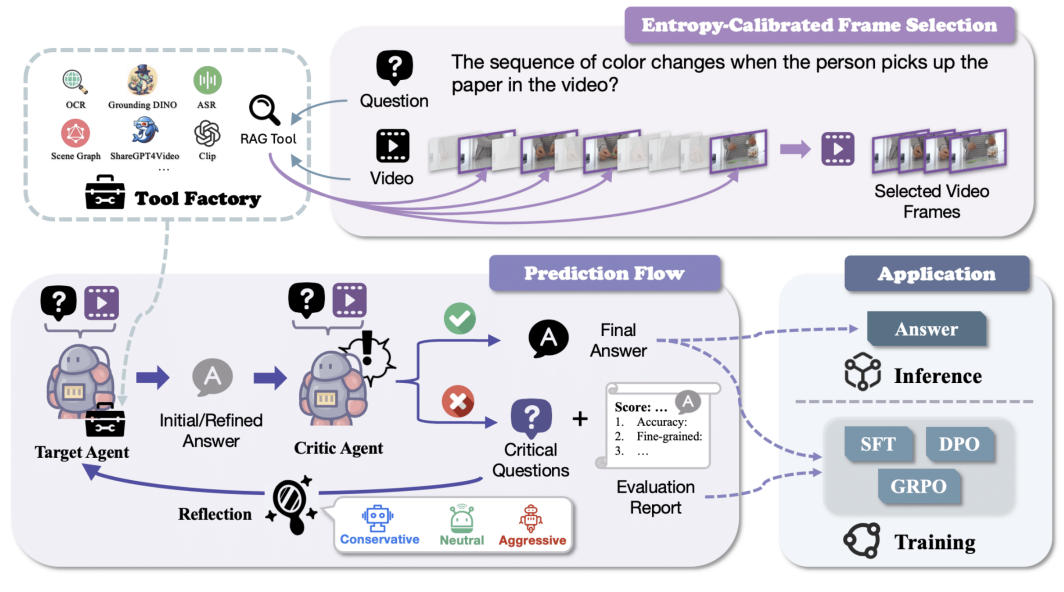 Entropy-Calibrated Frame Selection
OCR
Grounding DINO
ASR
Scene Graph
ShareGPT4Video
Clip
...
RAG Tool
Tool Factory
Question
The sequence of color changes when the person picks up the
paper in the video?
Video
Selected Video
Frames
Prediction Flow
Target Agent
A
Initial/Refined
Answer
Critic Agent
A
Final
Answer
Critical
Questions
+
Score: ...
A
1. Accuracy:
2. Fine-grained:
3. ...
Evaluation
Report
Reflection
Conservative
Neutral
Aggressive
Application
Answer
Inference
SFT
DPO
GRPO
Training